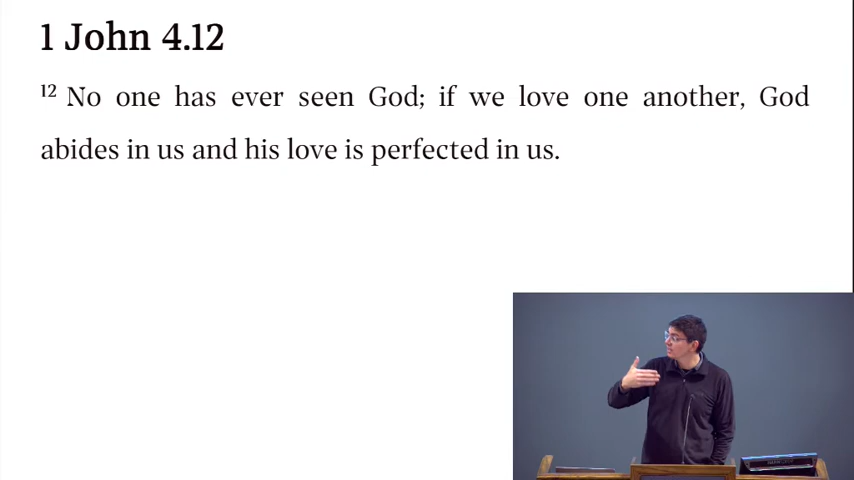 1 John 4.12
12 No one has ever seen God; if we love one another, God
abides in us and his love is perfected in us.